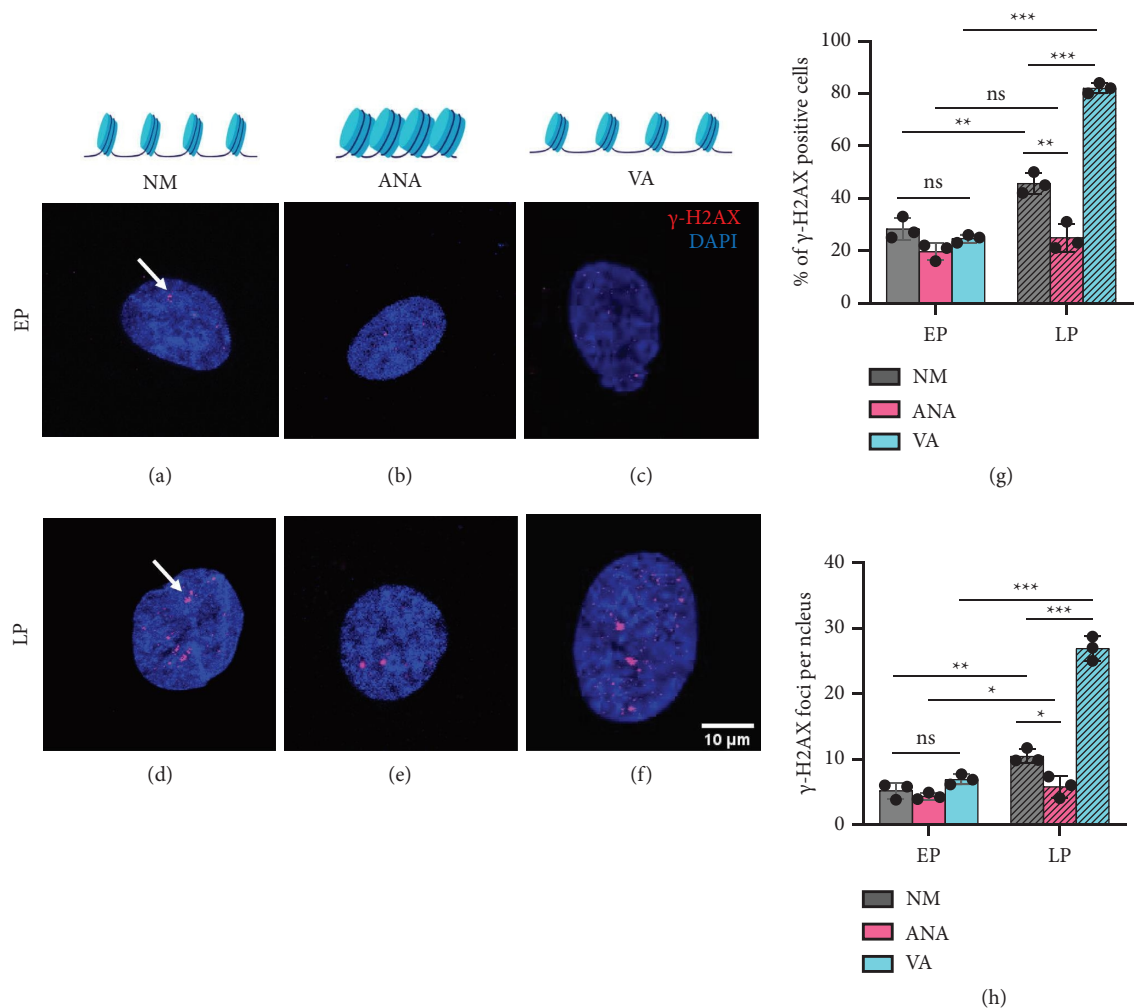 NM
ANA
VA
γ-H2AX
DAPI
EP
(a)
(b)
(c)
LP
10 μm
(d)
(e)
(f)
% of γ-H2AX positive cells
100
80
60
40
20
0
***
***
ns
**
**
ns
EP
LP
NM
ANA
VA
(g)
γ-H2AX foci per ncleus
40
30
20
10
0
***
***
**
*
*
ns
EP
LP
NM
ANA
VA
(h)